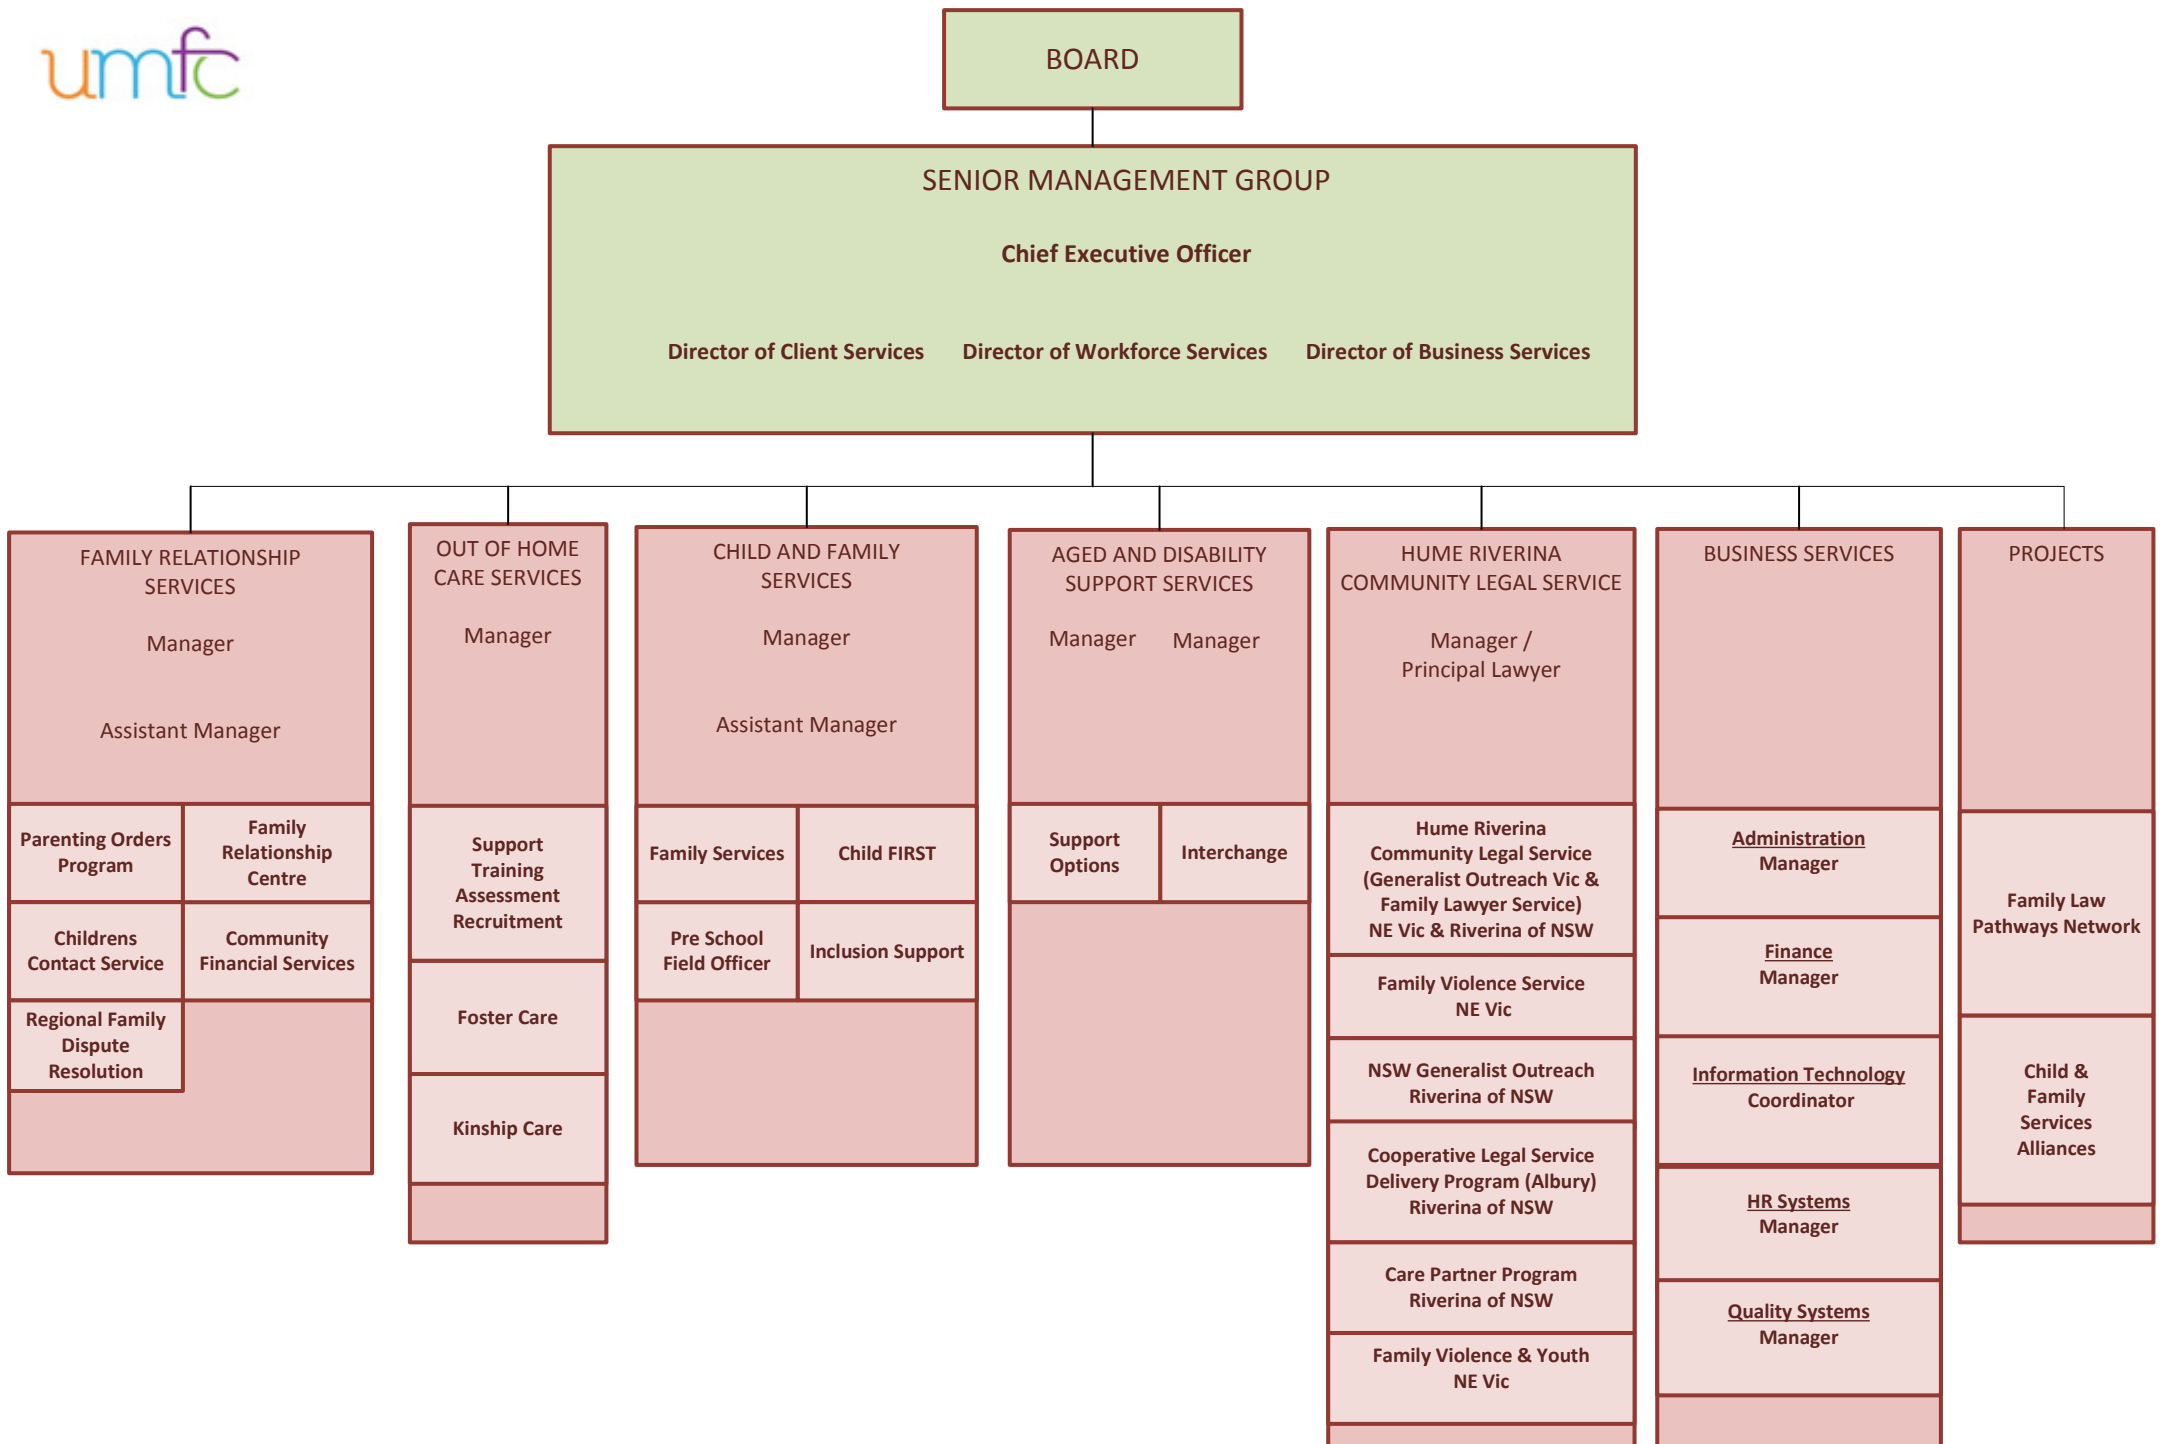 umfc
BOARD
SENIOR MANAGEMENT GROUP
Chief Executive Officer
Director of Client Services
Director of Workforce Services
Director of Business Services
FAMILY RELATIONSHIP
SERVICES
Manager
Assistant Manager
Parenting Orders
Program
Family
Relationship
Centre
Childrens
Contact Service
Community
Financial Services
Regional Family
Dispute
Resolution
OUT OF HOME
CARE SERVICES
Manager
Support
Training
Assessment
Recruitment
Foster Care
Kinship Care
CHILD AND FAMILY
SERVICES
Manager
Assistant Manager
Family Services
Child FIRST
Pre School
Field Officer
Inclusion Support
AGED AND DISABILITY
SUPPORT SERVICES
Manager
Manager
Support
Options
Interchange
HUME RIVERINA
COMMUNITY LEGAL SERVICE
Manager /
Principal Lawyer
Hume Riverina
Community Legal Service
(Generalist Outreach Vic &
Family Lawyer Service)
NE Vic & Riverina of NSW
Family Violence Service
NE Vic
NSW Generalist Outreach
Riverina of NSW
Cooperative Legal Service
Delivery Program (Albury)
Riverina of NSW
Care Partner Program
Riverina of NSW
Family Violence & Youth
NE Vic
BUSINESS SERVICES
Administration
Manager
Finance
Manager
Information Technology
Coordinator
HR Systems
Manager
Quality Systems
Manager
PROJECTS
Family Law
Pathways Network
Child &
Family
Services
Alliances